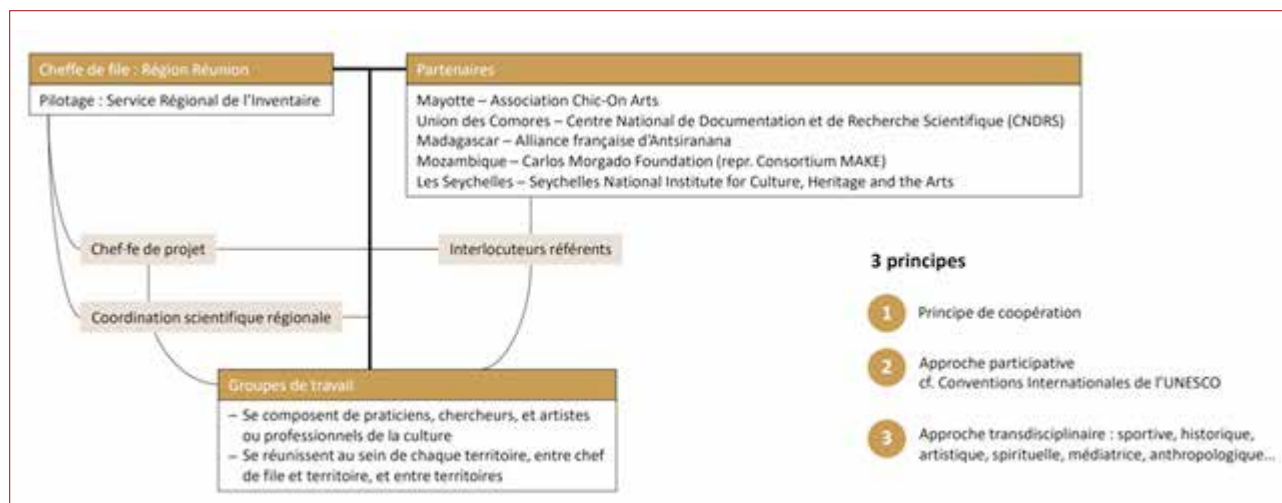 Cheffe de file : Région Réunion
Pilotage : Service Régional de l'Inventaire
Partenaires
Mayotte – Association Chic-On Arts
Union des Comores – Centre National de Documentation et de Recherche Scientifique (CNDRS)
Madagascar – Alliance française d'Antsiranana
Mozambique – Carlos Morgado Foundation (repr. Consortium MAKE)
Les Seychelles – Seychelles National Institute for Culture, Heritage and the Arts
Chef·fe de projet
Interlocuteurs référents
Coordination scientifique régionale
Groupes de travail
– Se composent de praticiens, chercheurs, et artistes
ou professionnels de la culture
– Se réunissent au sein de chaque territoire, entre chef
de file et territoire, et entre territoires
3 principes
1 Principe de coopération
2 Approche participative
cf. Conventions Internationales de l'UNESCO
3 Approche transdisciplinaire : sportive, historique,
artistique, spirituelle, médiatrice, anthropologique...